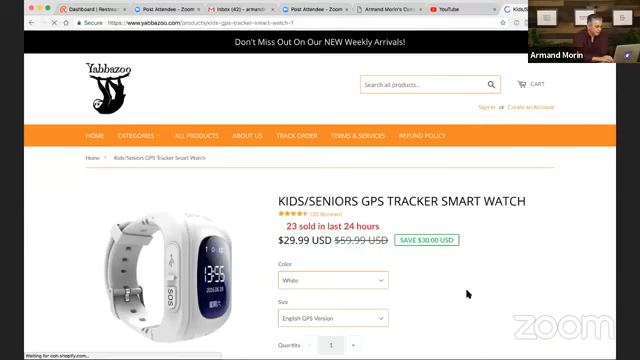 Dashboard | Restream
Post Attendee - Zoom
Inbox (42) - armando
Post Attendee - Zoom
Armand Morin's Con
YouTube
Kids/S
www.yabbazoo.com/products/kids-gps-tracker-smart-watch-1
Armand Morin
Don't Miss Out On Our NEW Weekly Arrivals!
Yabbazoo
Search all products...
CART
Sign in or Create an Account
HOME CATEGORIES ALL PRODUCTS ABOUT US TRACK ORDER TERMS & SERVICES REFUND POLICY
Home Kids/Seniors GPS Tracker Smart Watch
KIDS/SENIORS GPS TRACKER SMART WATCH
23 sold in last 24 hours
$29.99 USD $59.99 USD SAVE $30.00 USD
Color
White
Size
English GPS Version
Quantity - 1 +
SOS
Waiting for com.shopify.com...
zoom